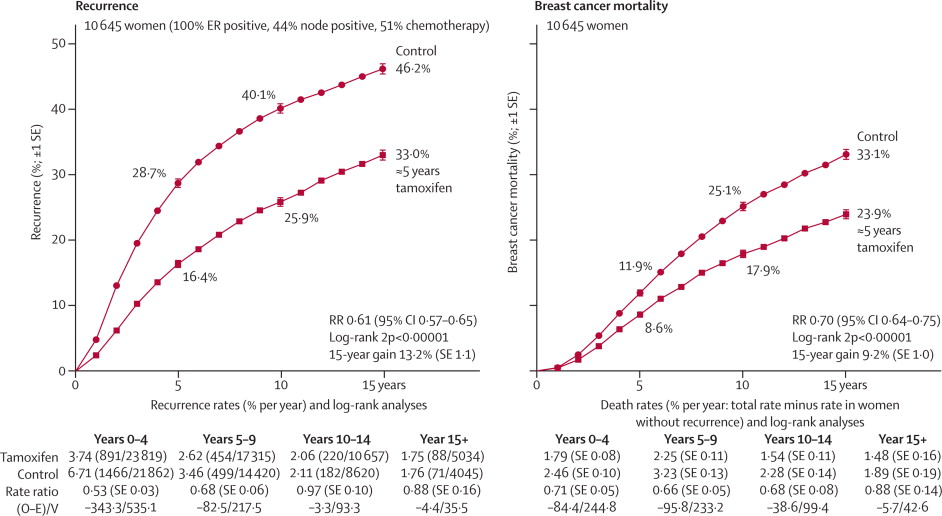 Recurrence
10 645 women (100% ER positive, 44% node positive, 51% chemotherapy)
50
40
30
20
10
0
Recurrence (%; ±1 SE)
Control
46·2%
40·1%
28·7%
33·0%
≈5 years
tamoxifen
25·9%
16·4%
RR 0·61 (95% CI 0·57–0·65)
Log-rank 2p<0·00001
15-year gain 13·2% (SE 1·1)
0 5 10 15 years
Recurrence rates (% per year) and log-rank analyses
Years 0–4 Years 5–9 Years 10–14 Year 15+
Tamoxifen 3·74 (891/23 819) 2·62 (454/17 315) 2·06 (220/10 657) 1·75 (88/5034)
Control 6·71 (1466/21 862) 3·46 (499/14 420) 2·11 (182/8620) 1·76 (71/4045)
Rate ratio 0·53 (SE 0·03) 0·68 (SE 0·06) 0·97 (SE 0·10) 0·88 (SE 0·16)
(O–E)/V –343·3/535·1 –82·5/217·5 –3·3/93·3 –4·4/35·5
Breast cancer mortality
10 645 women
Breast cancer mortality (%; ±1 SE)
Control
33·1%
25·1%
23·9%
≈5 years
tamoxifen
11·9%
17·9%
8·6%
RR 0·70 (95% CI 0·64–0·75)
Log-rank 2p<0·00001
15-year gain 9·2% (SE 1·0)
0 5 10 15 years
Death rates (% per year: total rate minus rate in women
without recurrence) and log-rank analyses
Years 0–4 Years 5–9 Years 10–14 Year 15+
1·79 (SE 0·08) 2·25 (SE 0·11) 1·54 (SE 0·11) 1·48 (SE 0·16)
2·46 (SE 0·10) 3·23 (SE 0·13) 2·28 (SE 0·14) 1·89 (SE 0·19)
0·71 (SE 0·05) 0·66 (SE 0·05) 0·68 (SE 0·08) 0·88 (SE 0·14)
–84·4/244·8 –95·8/233·2 –38·6/99·4 –5·7/42·6